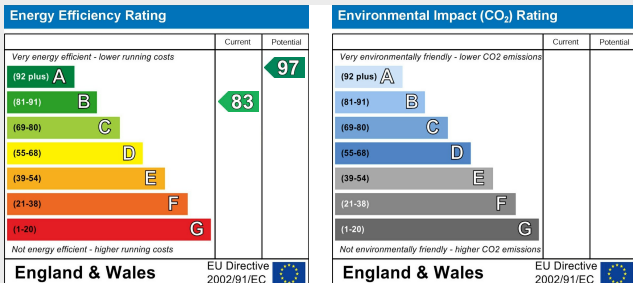 Energy Efficiency Rating
Current Potential
Very energy efficient - lower running costs
(92 plus) A
97
(81-91) B
83
(69-80) C
(55-68) D
(39-54) E
(21-38) F
(1-20) G
Not energy efficient - higher running costs
England & Wales
EU Directive
2002/91/EC
Environmental Impact (CO₂) Rating
Current Potential
Very environmentally friendly - lower CO2 emissions
(92 plus) A
(81-91) B
(69-80) C
(55-68) D
(39-54) E
(21-38) F
(1-20) G
Not environmentally friendly - higher CO2 emissions
England & Wales
EU Directive
2002/91/EC